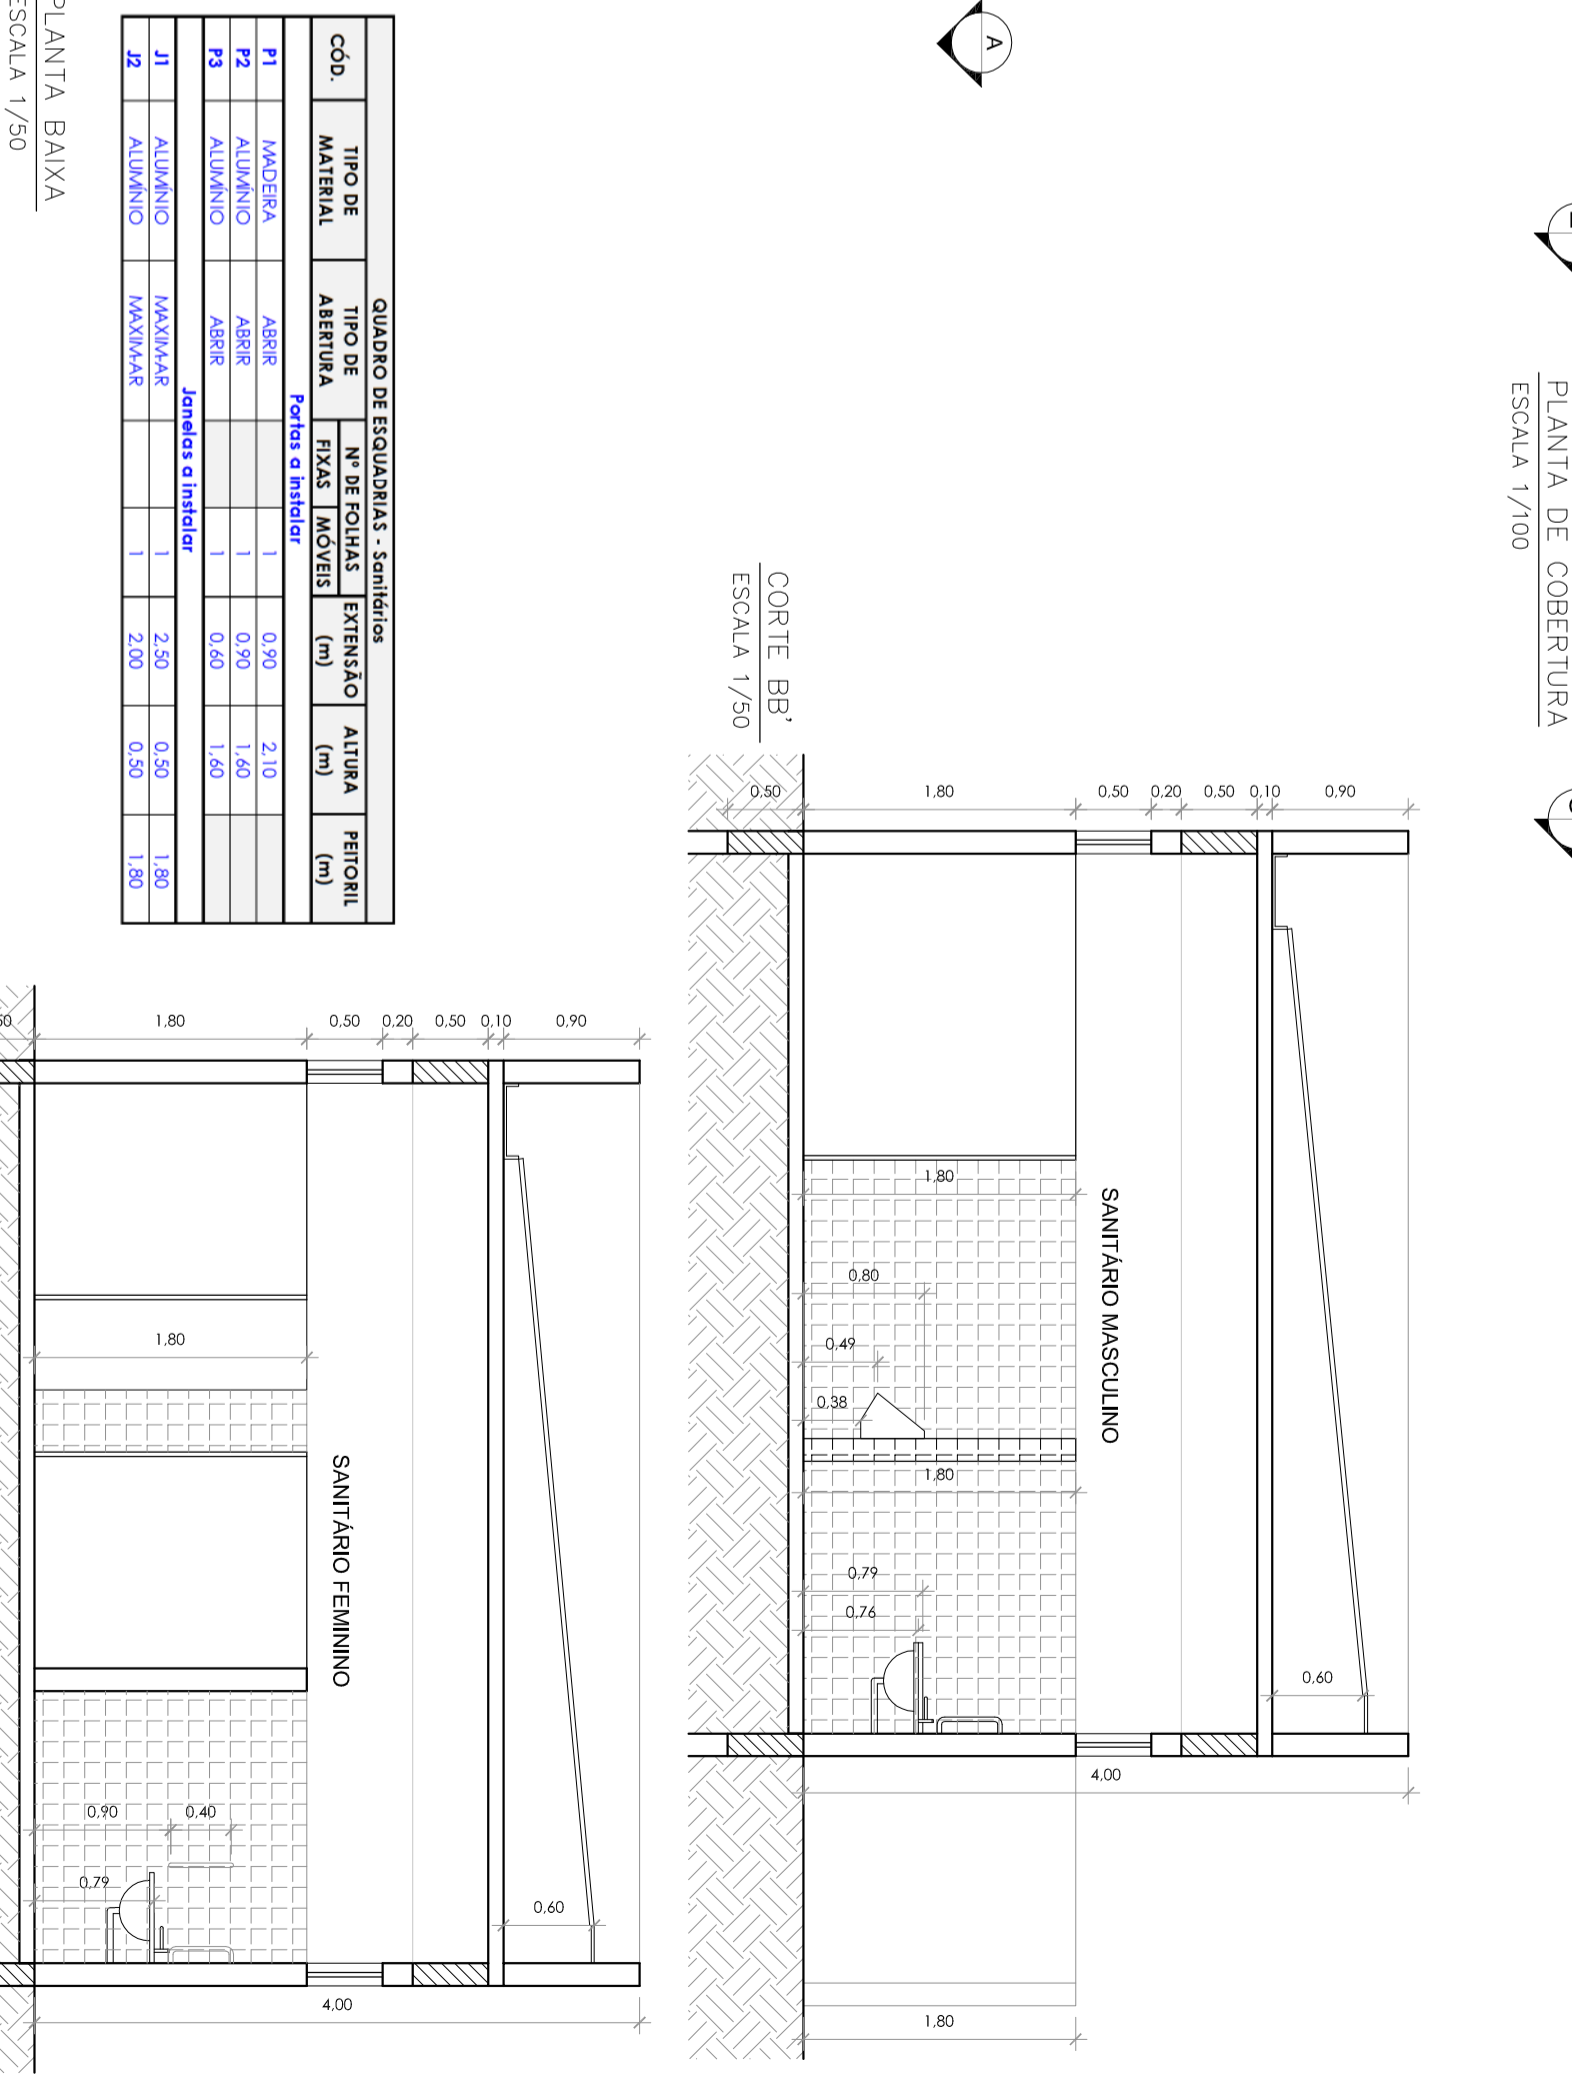 PLANTA DE COBERTURA
ESCALA 1/100
A
CORTE BB'
ESCALA 1/50
0,50 1,80 0,50 0,20 0,50 0,10 0,90
SANITÁRIO MASCULINO
1,80
0,80
0,49
0,38
1,80
0,79
0,76
0,60
4,00
1,80
QUADRO DE ESQUADRIAS - Sanitários
CÓD. TIPO DE MATERIAL TIPO DE ABERTURA Nº DE FOLHAS FIXAS MÓVEIS EXTENSÃO (m) ALTURA (m) PEITORIL (m)
Portas a instalar
P1 MADEIRA ABRIR 1 0,90 2,10
P2 ALUMÍNIO ABRIR 1 0,90 1,60
P3 ALUMÍNIO ABRIR 1 0,60 1,60
Janelas a instalar
J1 ALUMÍNIO MAXIM-AR 1 2,50 0,50 1,80
J2 ALUMÍNIO MAXIM-AR 1 2,00 0,50 1,80
PLANTA BAIXA
ESCALA 1/50
1,80 0,50 0,20 0,50 0,10 0,90
SANITÁRIO FEMININO
1,80
0,90 0,40
0,79
0,60
4,00